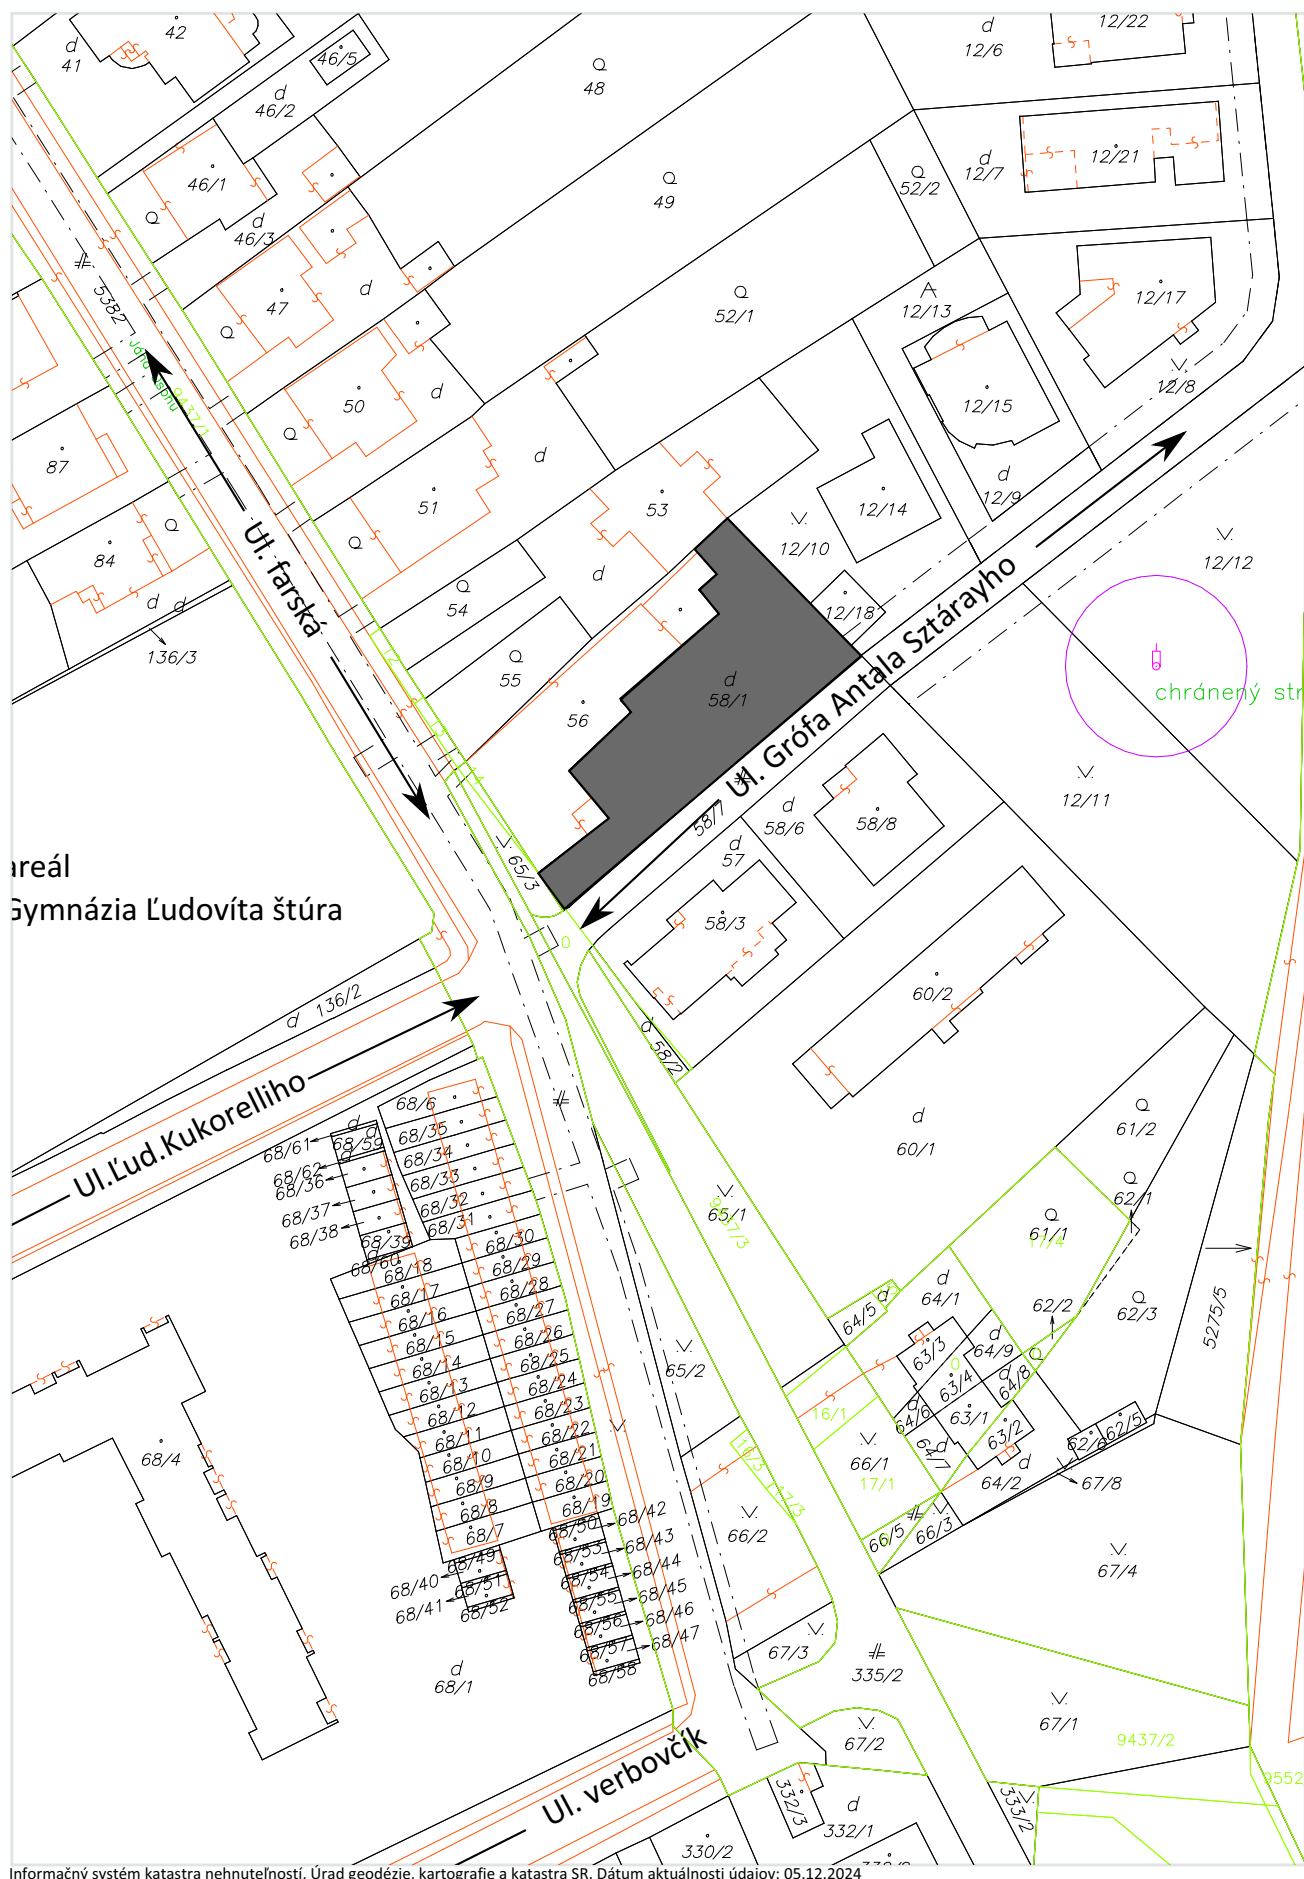 42
d
41
46/5
d
46/2
Q
48
d
12/6
12/22
46/1
Q
d
46/3
Q
49
Q
52/2
d
12/7
12/21
5382
47
d
Q
Q
52/1
A
12/13
12/17
9437/1
50
d
Q
12/15
V
12/8
87
51
d
Q
53
12/14
d
12/9
V
12/10
V
12/12
84
Q
d d
136/3
Ul. farská
Q
54
d
12/18
12
Q
55
56
d
58/1
Ul. Grófa Antala Sztárayho
chránený str
13
V
12/11
58/7
d
58/6
58/8
V 65/3
d
57
areál
Gymnázia Ľudovíta štúra
58/3
0
60/2
d 136/2
d 58/2
Ul.Ľud.Kukorelliho
d
60/1
Q
61/2
68/6
68/35
68/34
68/33
68/32
68/31
68/61
d
68/59
68/62
68/36
68/37
68/38
68/39
68/60
d
V
65/1
9437/3
Q
62/1
Q
61/1
17/4
62/2
Q
62/3
5275/5
68/30
68/29
68/28
68/27
68/26
68/25
68/24
68/23
68/22
68/21
68/20
68/19
68/18
68/17
68/16
68/15
68/14
68/13
68/12
68/11
68/10
68/9
68/8
68/7
d
64/1
64/5
d
d
64/9
63/3
0
63/4
d
64/8
Q
d
64/6
63/1
63/2
d
64/7
d
64/2
62/6
62/5
67/8
V
65/2
16/1
V
66/1
17/1
16/3
17/3
66/5
V
66/3
V
66/2
V
67/4
68/4
68/50
68/42
68/53
68/43
68/54
68/44
68/55
68/45
68/56
68/46
68/57
68/47
68/58
68/49
68/40
68/51
68/41
68/52
d
68/1
V
67/3
335/2
V
67/2
V
67/1
9437/2
9552
V
333/2
Ul. verbovčík
332/3
d
332/1
330/2
Informačný systém katastra nehnuteľností, Úrad geodézie, kartografie a katastra SR. Dátum aktuálnosti údajov: 05.12.2024